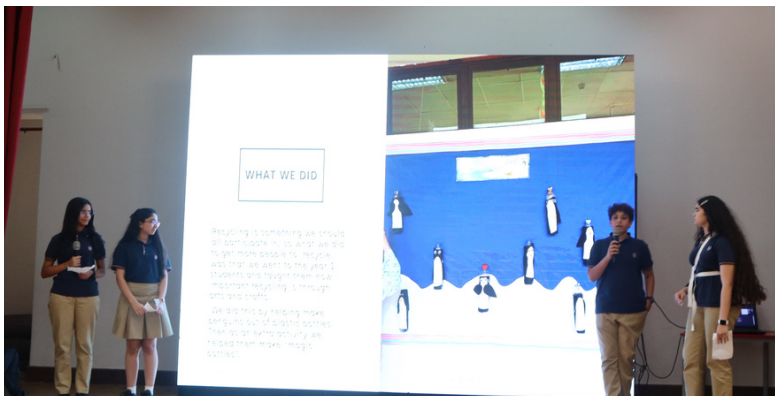 WHAT WE DID
Recycling is something we should
all participate in, so what we did
to get more people to recycle
was that we went to the year 1
students and taught them how
important recycling is through
arts and crafts.
We did this by helping make
penguins out of plastic bottles
then as an extra activity we
helped them make magic
bottles!